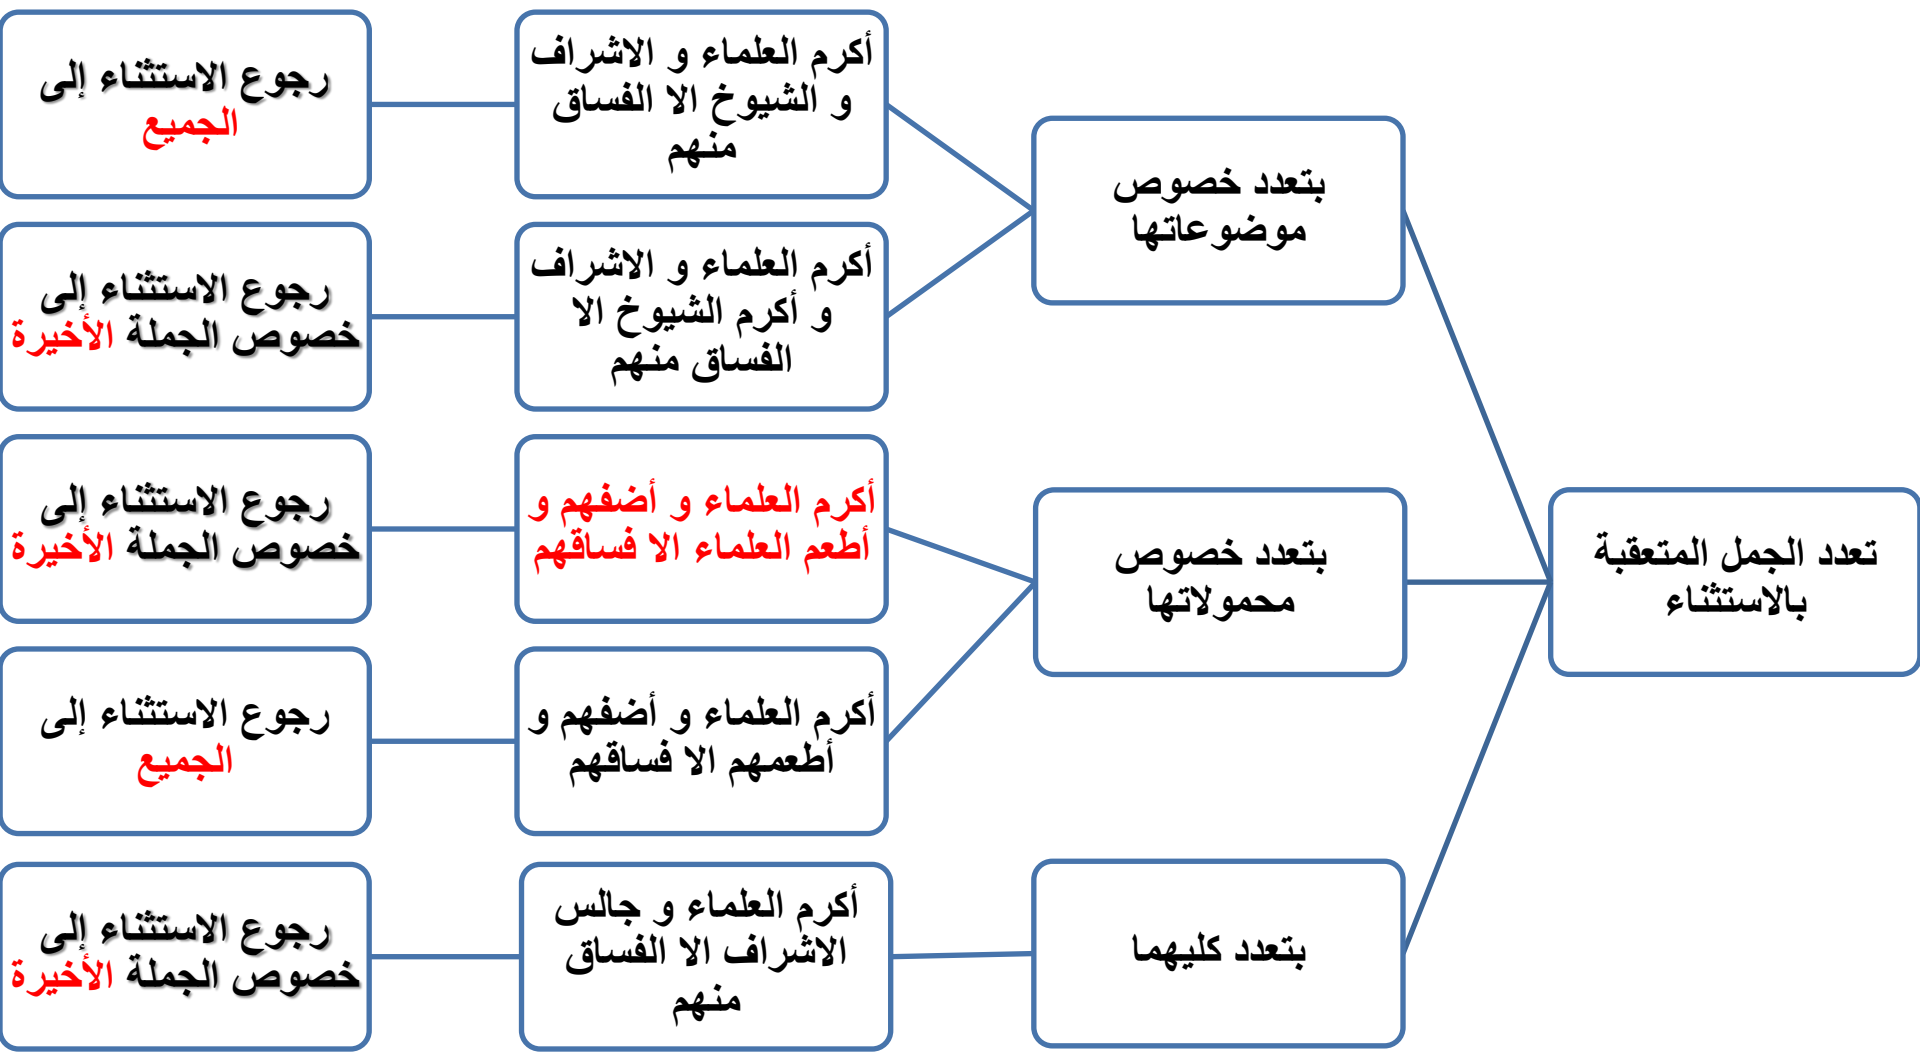 تعدد الجمل المتعقبة
بالاستثناء
بتعدد خصوص
موضوعاتها
أكرم العلماء و الاشراف
و الشيوخ الا الفساق
منهم
رجوع الاستثناء إلى
الجميع
أكرم العلماء و الاشراف
و أكرم الشيوخ الا
الفساق منهم
رجوع الاستثناء إلى
خصوص الجملة الأخيرة
بتعدد خصوص
محمولاتها
أكرم العلماء و أضفهم و
أطعم العلماء الا فساقهم
رجوع الاستثناء إلى
خصوص الجملة الأخيرة
أكرم العلماء و أضفهم و
أطعمهم الا فساقهم
رجوع الاستثناء إلى
الجميع
بتعدد كليهما
أكرم العلماء و جالس
الاشراف الا الفساق
منهم
رجوع الاستثناء إلى
خصوص الجملة الأخيرة